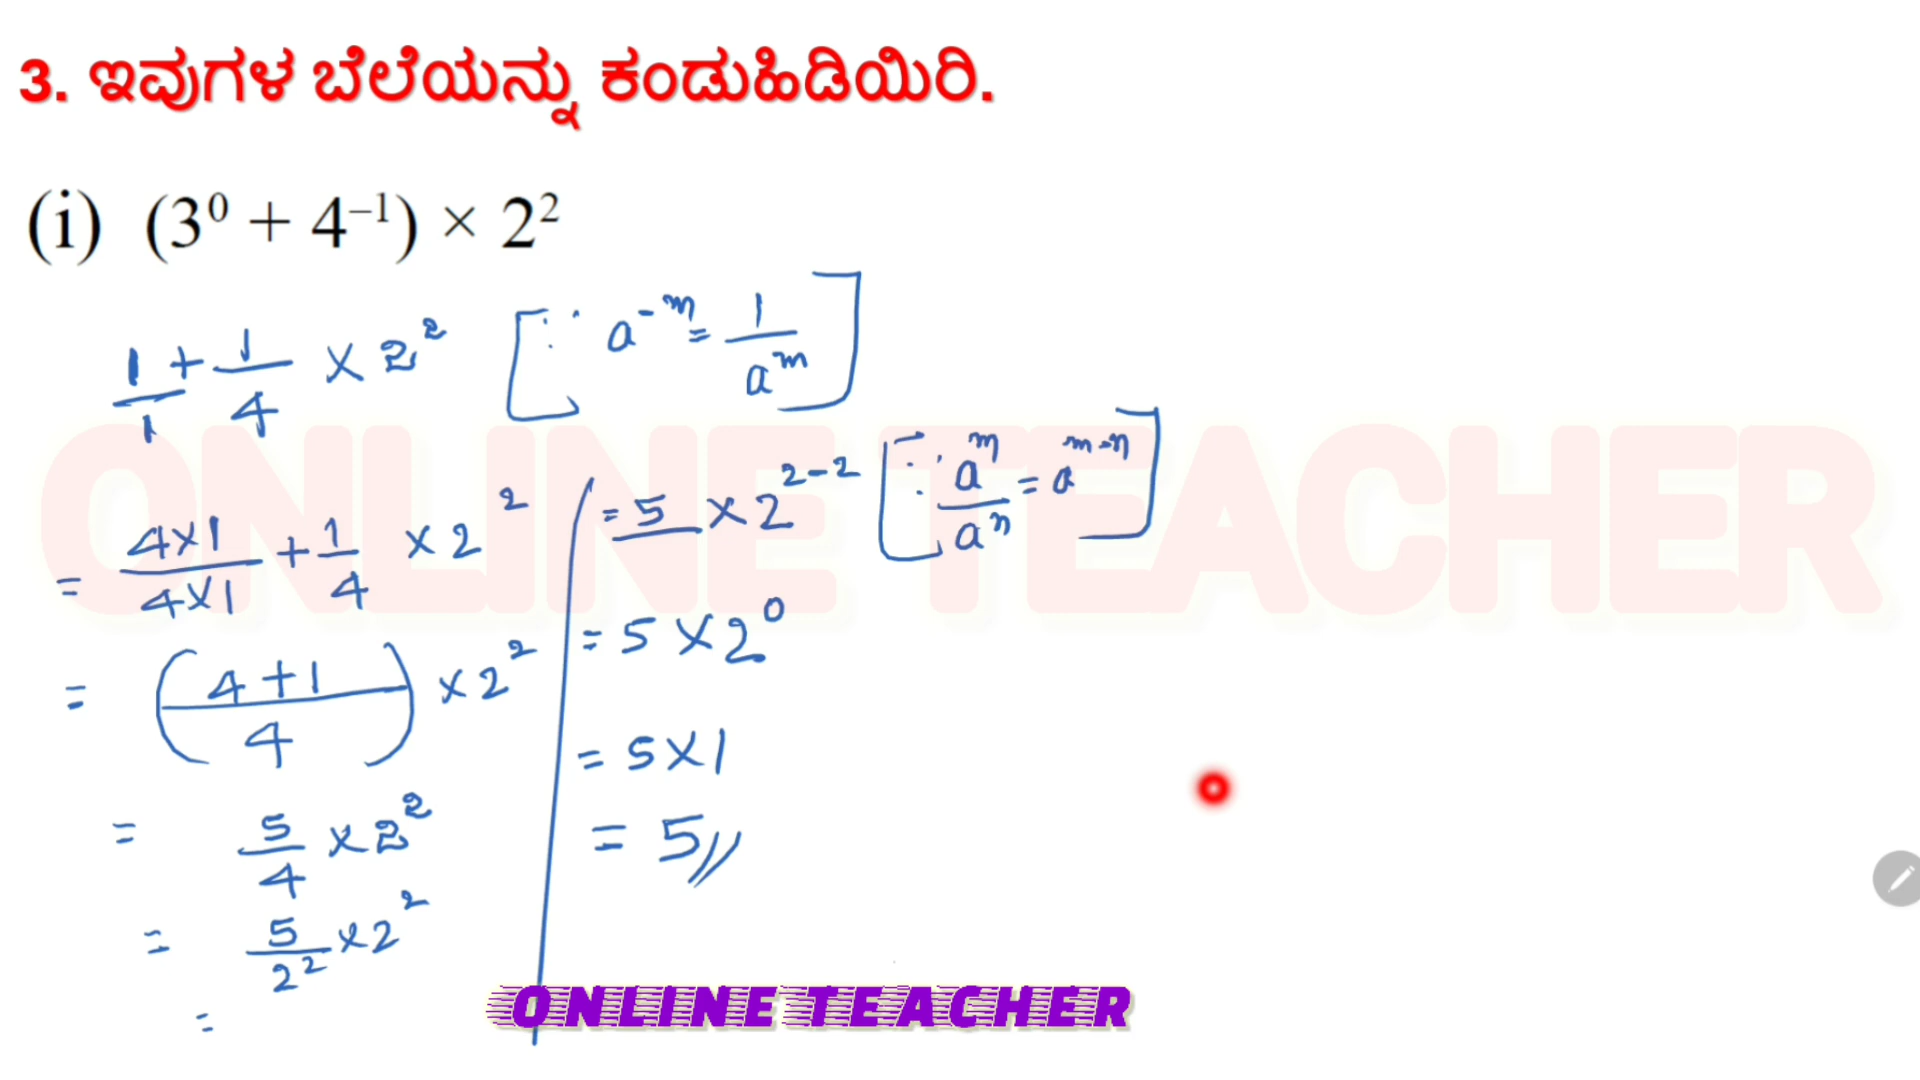 3. ಇವುಗಳ ಬೆಲೆಯನ್ನು ಕಂಡುಹಿಡಿಯಿರಿ.
(i) (3⁰ + 4⁻¹) × 2²
1/1 + 1/4 × 2² [∵ a⁻ᵐ = 1/aᵐ]
= 4×1/4×1 + 1/4 × 2²
= (4+1/4) × 2²
= 5/4 × 2²
= 5/2² × 2²
=
= 5 × 2²⁻² [∵ aᵐ/aⁿ = aᵐ⁻ⁿ]
= 5 × 2⁰
= 5 × 1
= 5//
ONLINE TEACHER
ONLINE TEACHER